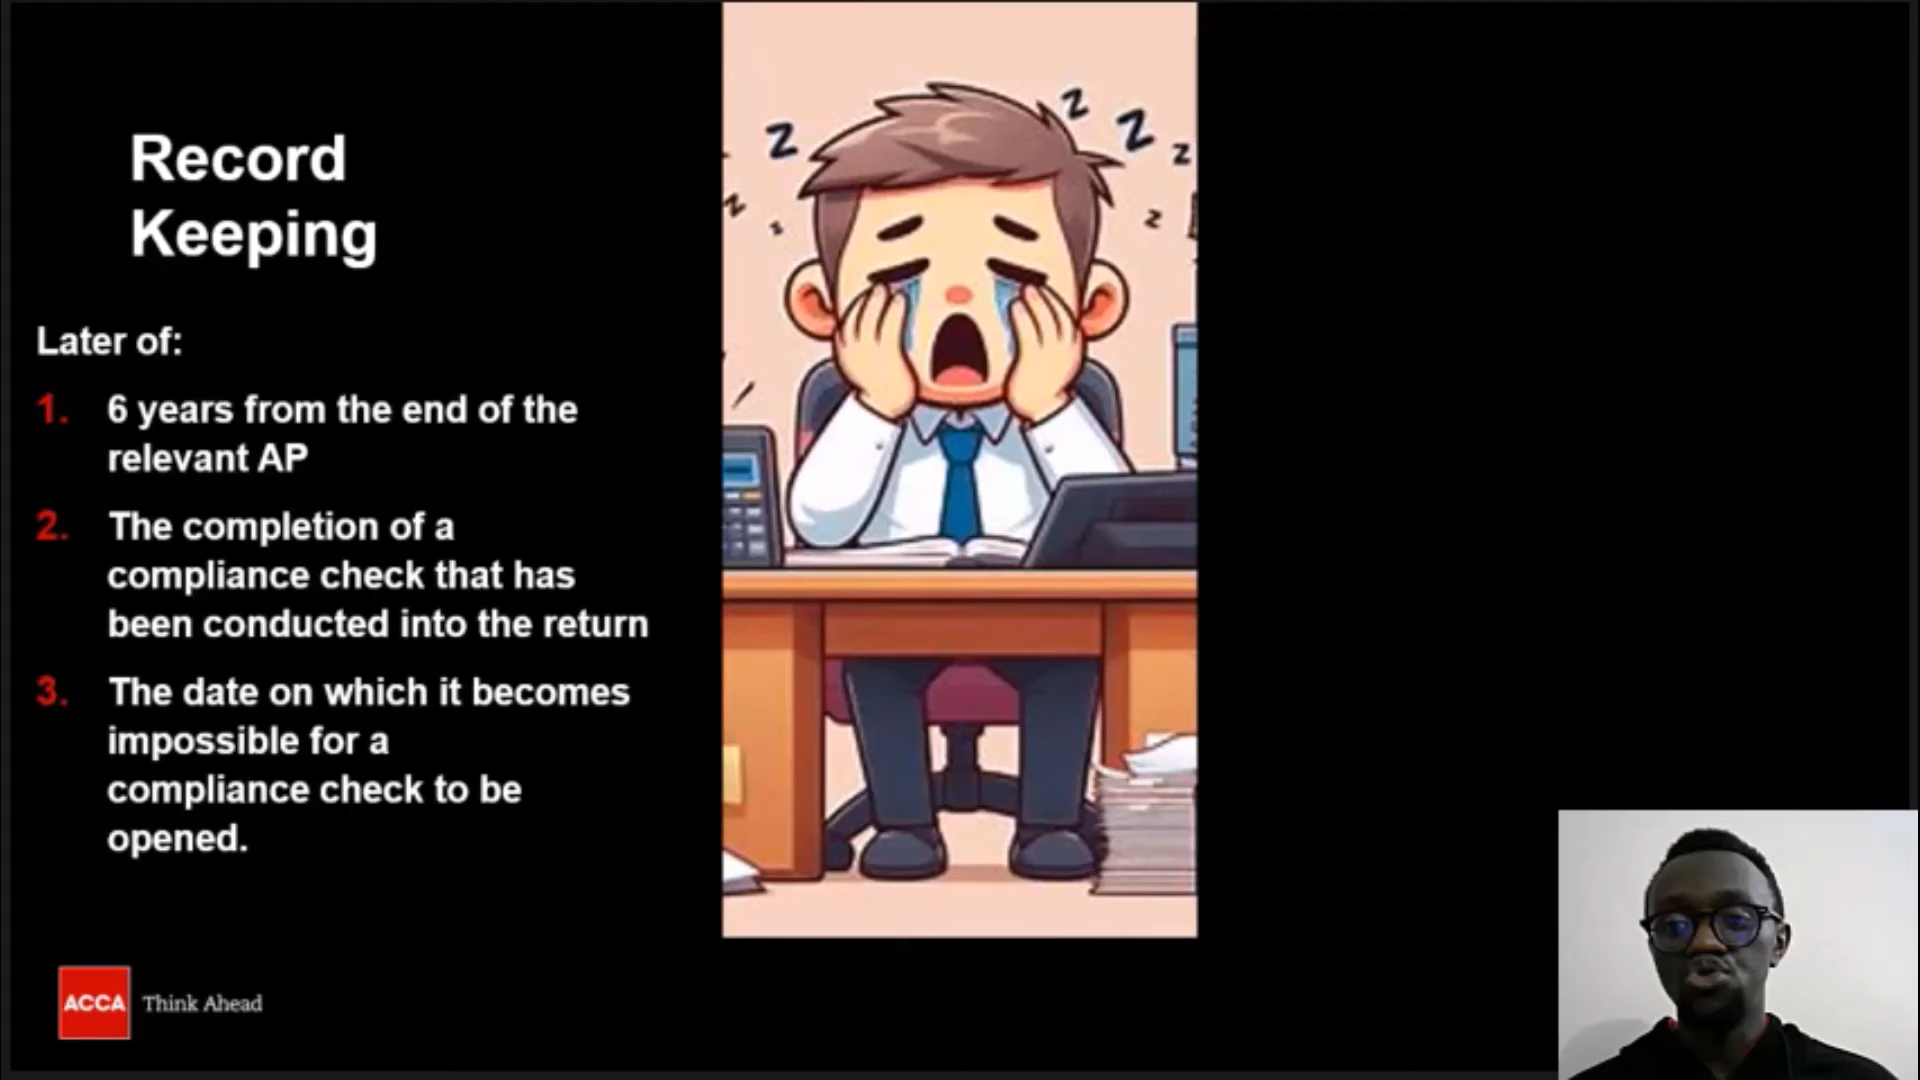 Record
Keeping
Later of:
1. 6 years from the end of the
relevant AP
2. The completion of a
compliance check that has
been conducted into the return
3. The date on which it becomes
impossible for a
compliance check to be
opened.
z z z z
z z z
ACCA Think Ahead